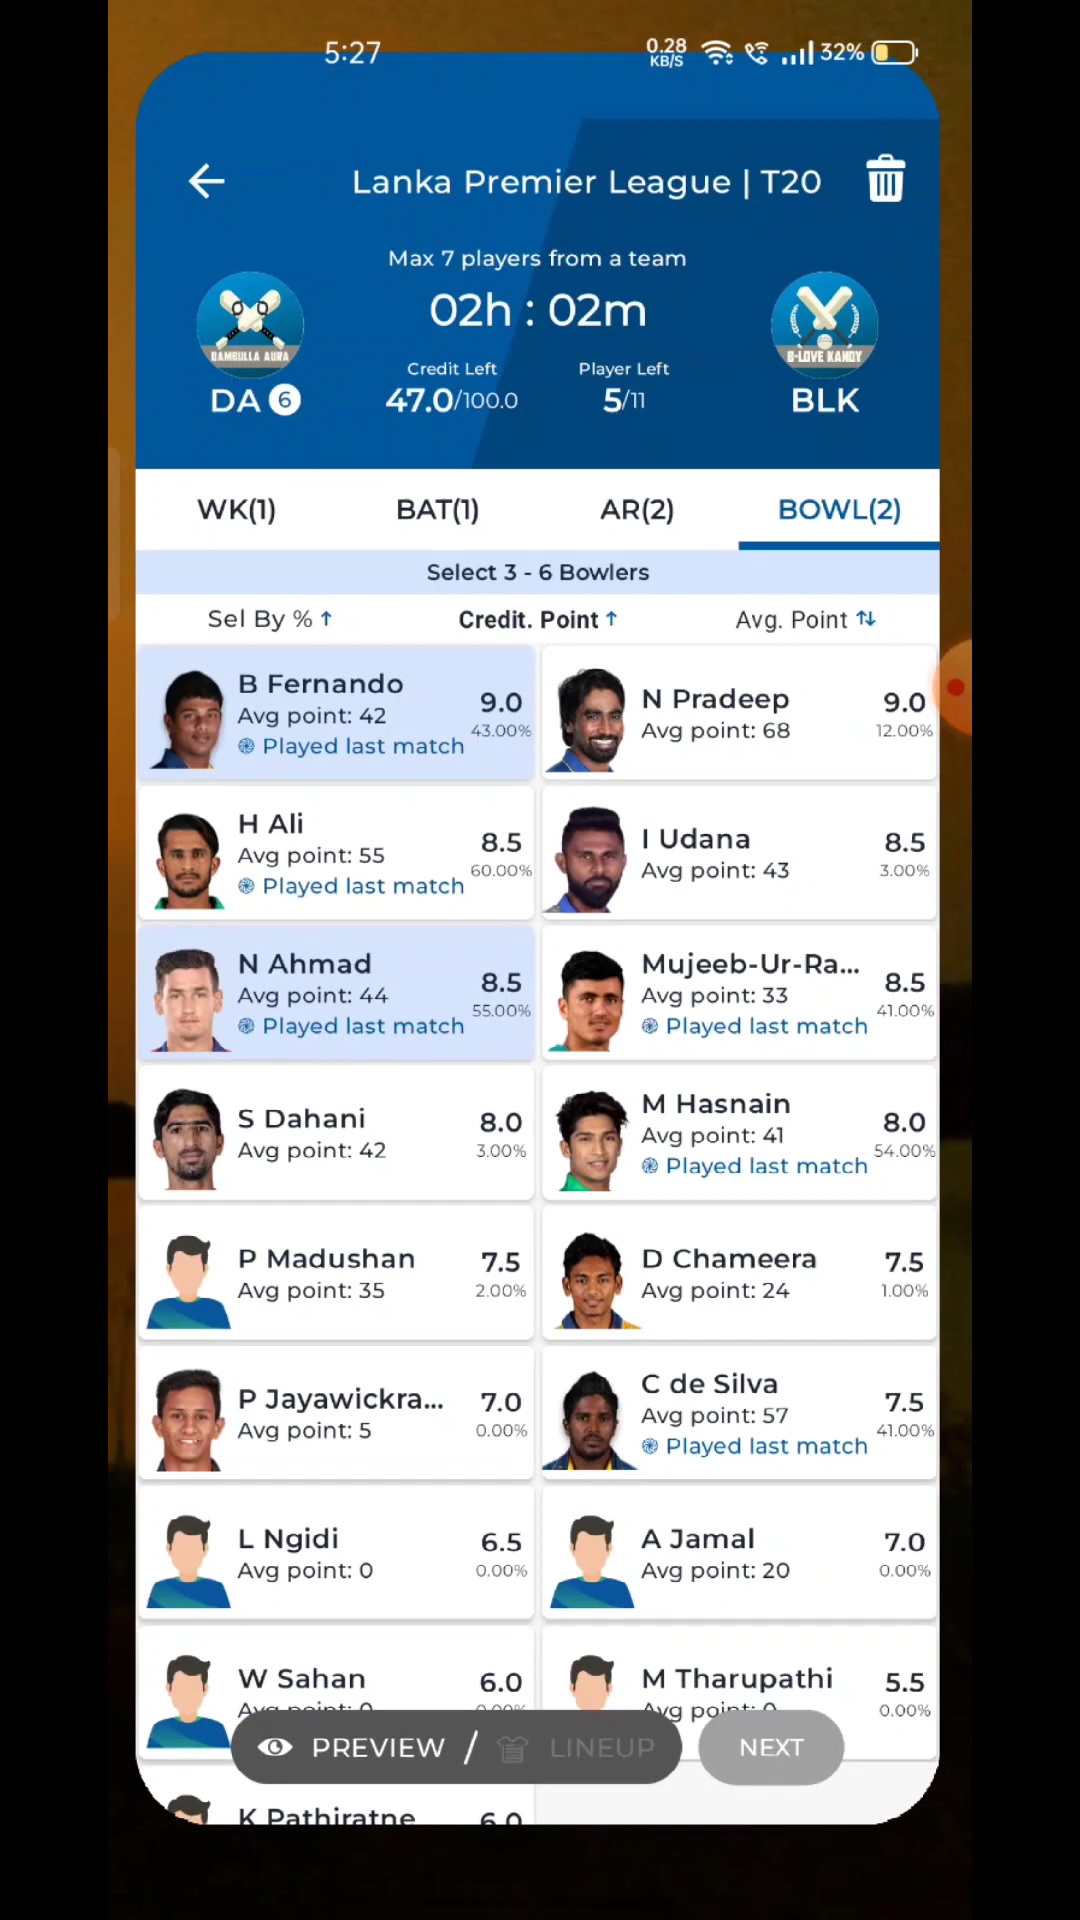 5:27
0.28 KB/S
32%
Lanka Premier League | T20
Max 7 players from a team
02h : 02m
DAMBULLA AURA
B-LOVE KANDY
Credit Left
Player Left
DA 6
47.0/100.0
5/11
BLK
WK(1)
BAT(1)
AR(2)
BOWL(2)
Select 3 - 6 Bowlers
Sel By % ↑
Credit. Point ↑
Avg. Point ↑↓
B Fernando
Avg point: 42
Played last match
9.0
43.00%
N Pradeep
Avg point: 68
9.0
12.00%
H Ali
Avg point: 55
Played last match
8.5
60.00%
I Udana
Avg point: 43
8.5
3.00%
N Ahmad
Avg point: 44
Played last match
8.5
55.00%
Mujeeb-Ur-Ra...
Avg point: 33
Played last match
8.5
41.00%
S Dahani
Avg point: 42
8.0
3.00%
M Hasnain
Avg point: 41
Played last match
8.0
54.00%
P Madushan
Avg point: 35
7.5
2.00%
D Chameera
Avg point: 24
7.5
1.00%
P Jayawickra...
Avg point: 5
7.0
0.00%
C de Silva
Avg point: 57
Played last match
7.5
41.00%
L Ngidi
Avg point: 0
6.5
0.00%
A Jamal
Avg point: 20
7.0
0.00%
W Sahan
Avg point: 0
6.0
0.00%
M Tharupathi
Avg point: 0
5.5
0.00%
PREVIEW / LINEUP
NEXT
K Pathiratne
6.0